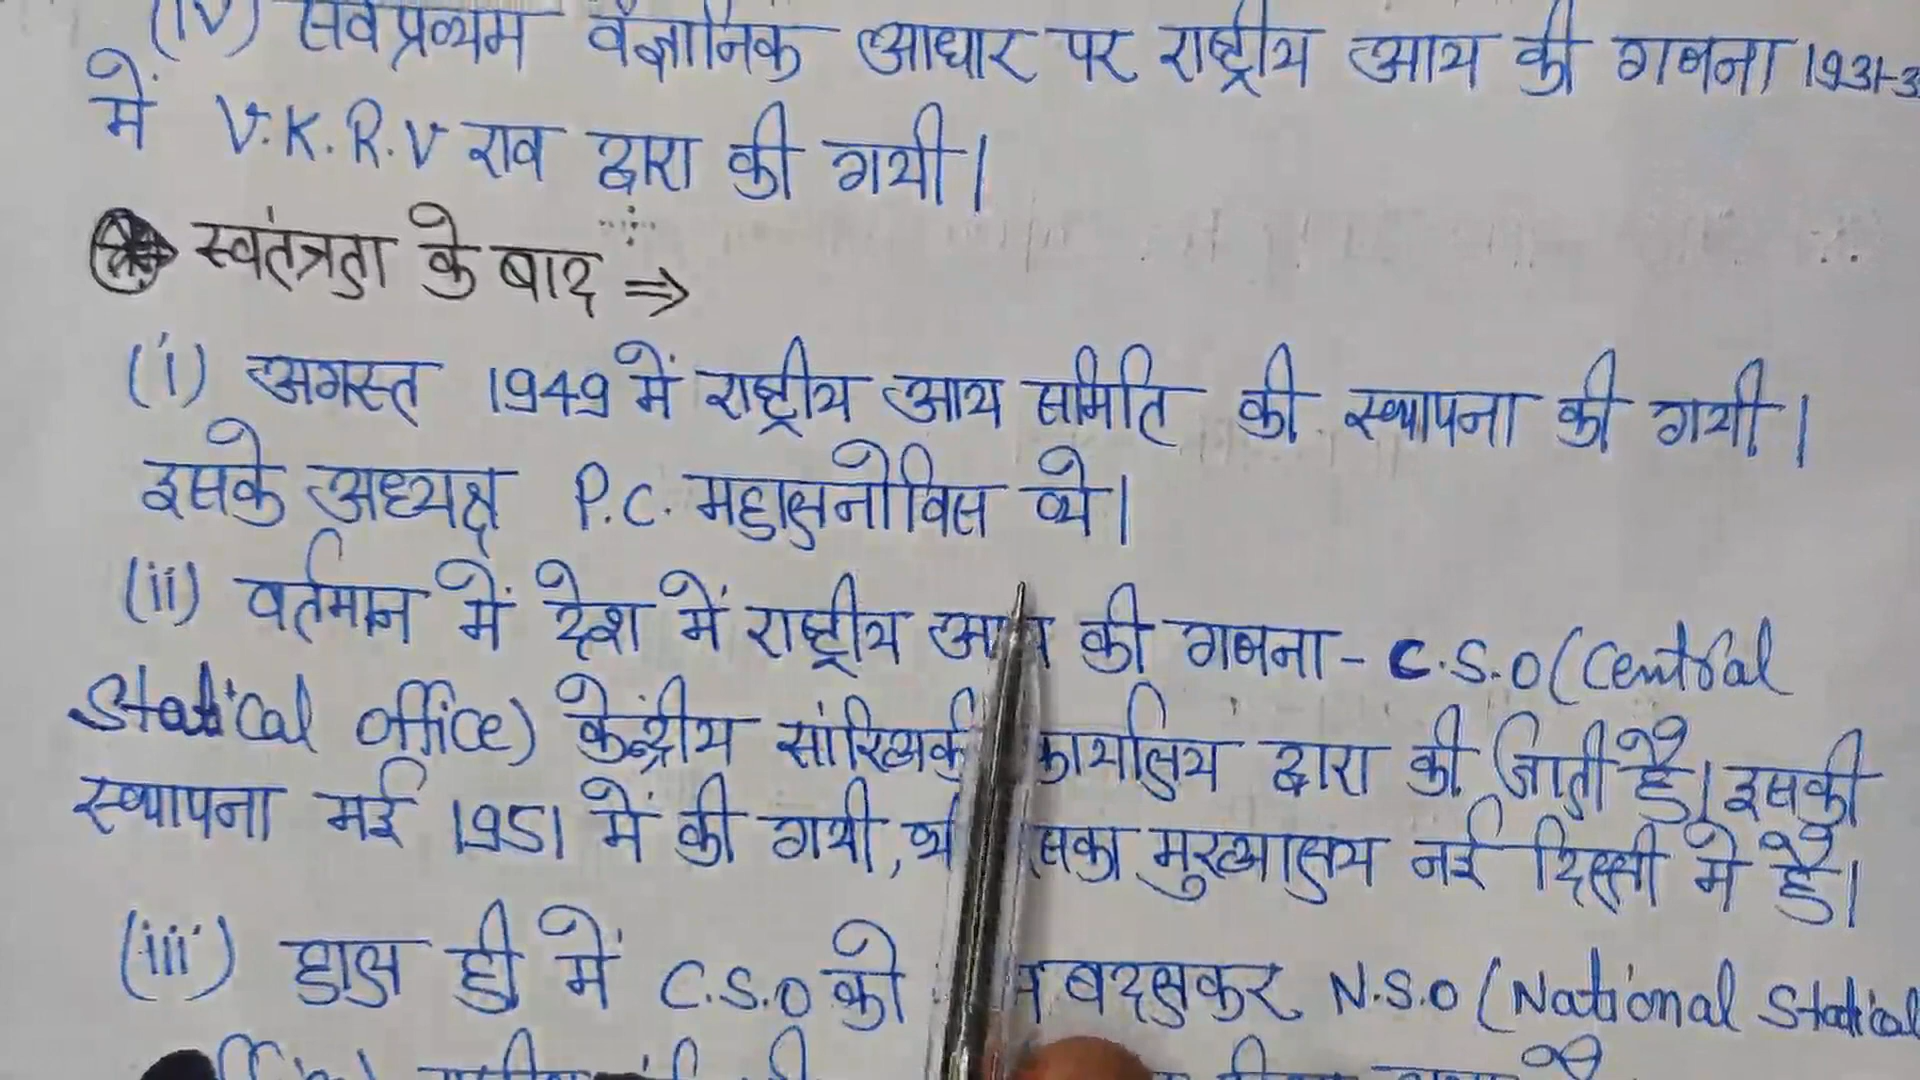 (iv) सर्वप्रथम वैज्ञानिक आधार पर राष्ट्रीय आय की गणना 1931-3
में V.K.R.V राव द्वारा की गयी।
स्वतंत्रता के बाद ⇒
(i) अगस्त 1949 में राष्ट्रीय आय समिति की स्थापना की गयी।
इसके अध्यक्ष P.C. महालनोविस थे।
(ii) वर्तमान में देश में राष्ट्रीय आय की गणना - C.S.O (Central
Statical office) केन्द्रीय सांख्यिकी कार्यालय द्वारा की जाती है। इसकी
स्थापना मई 1951 में की गयी, मुख्यालय नई दिल्ली में है।
(iii) हाल ही में C.S.O को बदलकर N.S.O (National Statical